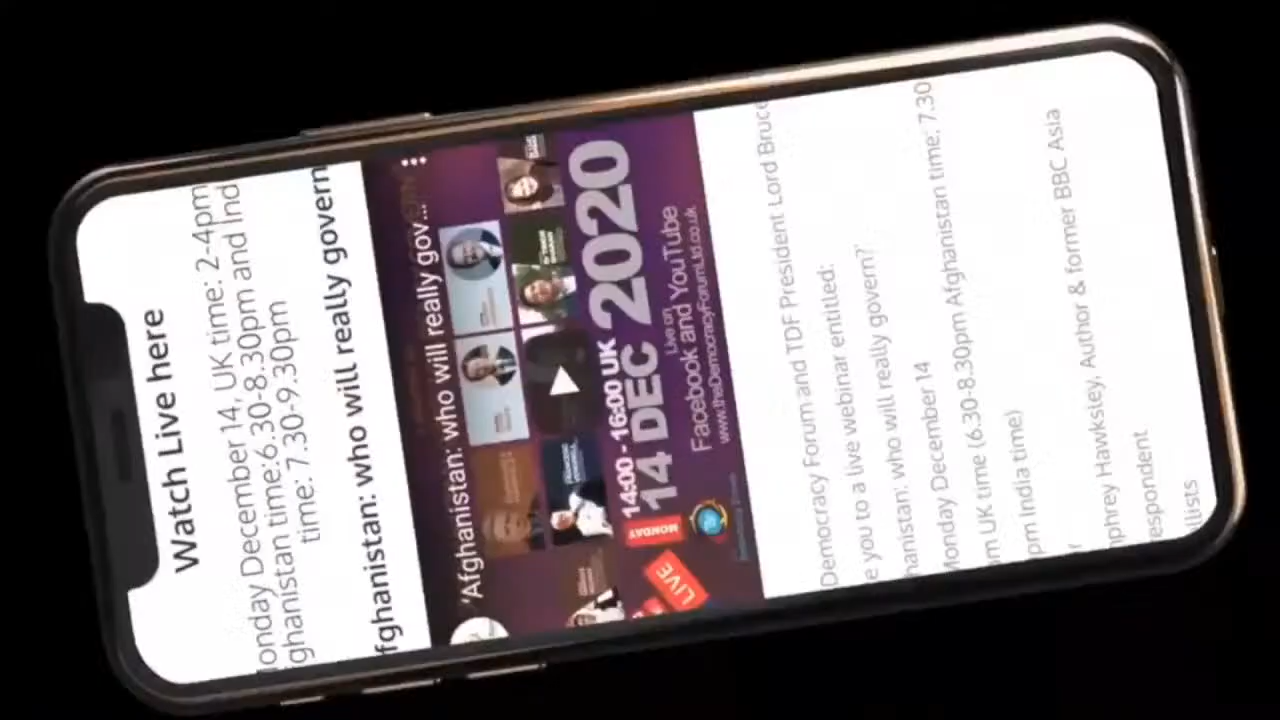 Watch Live here
onday December 14, UK time: 2-4pm
ghanistan time:6.30-8.30pm and Ind
time: 7.30-9.30pm
fghanistan: who will really govern
'Afghanistan: who will really gov...
14:00 - 16:00 UK
14 DEC 2020
MONDAY
LIVE
Live on
Facebook and YouTube
www.theDemocracyForumLtd.co.uk
Democracy Forum and TDF President Lord Bruce
e you to a live webinar entitled:
hanistan: who will really govern?'
Monday December 14
m UK time (6.30-8.30pm Afghanistan time; 7.30
pm India time)
mphrey Hawksley, Author & former BBC Asia
respondent
llists